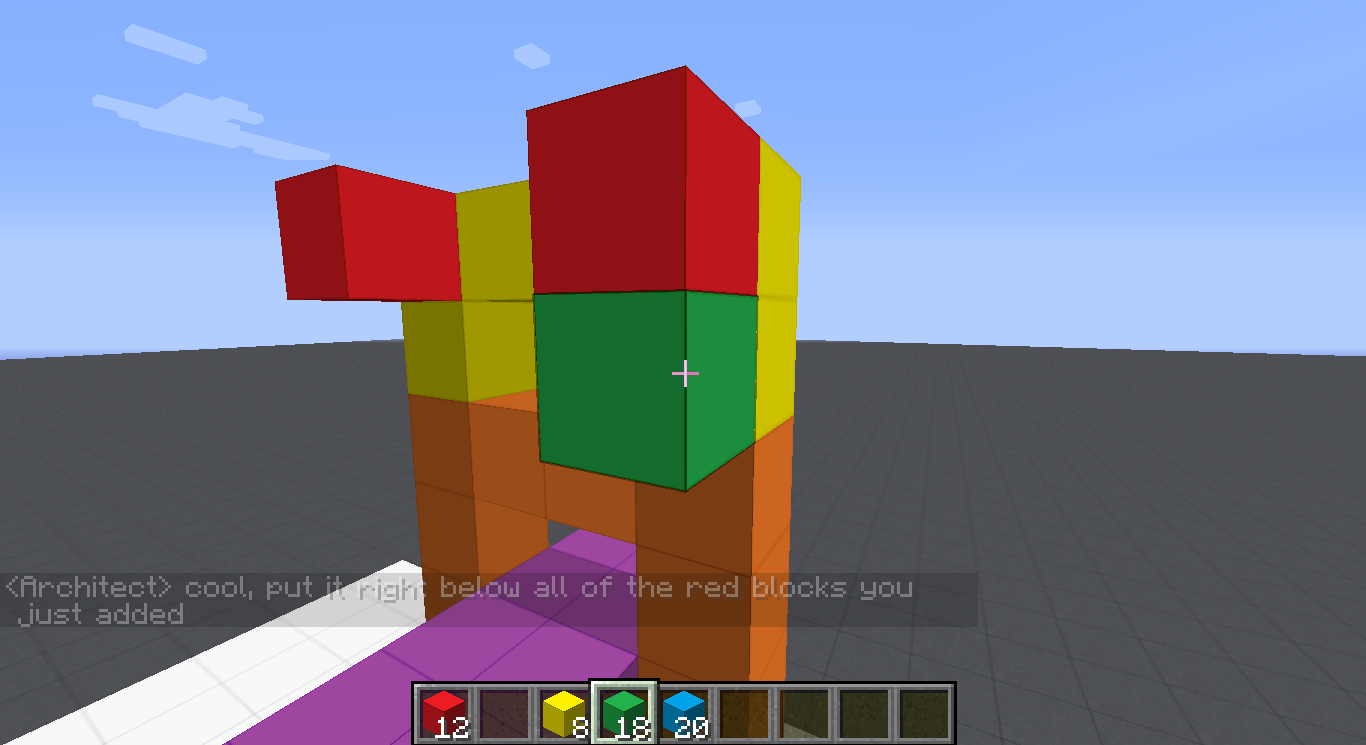 <Architect> cool, put it right below all of the red blocks you
just added
12 8 18 20